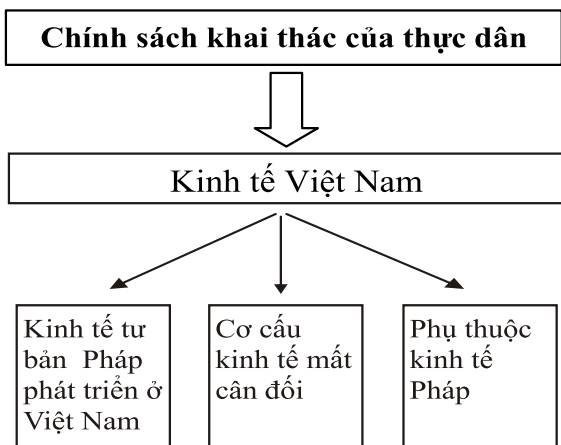 Chính sách khai thác của thực dân
Kinh tế Việt Nam
Kinh tế tư
bản Pháp
phát triển ở
Việt Nam
Cơ cấu
kinh tế mất
cân đối
Phụ thuộc
kinh tế
Pháp